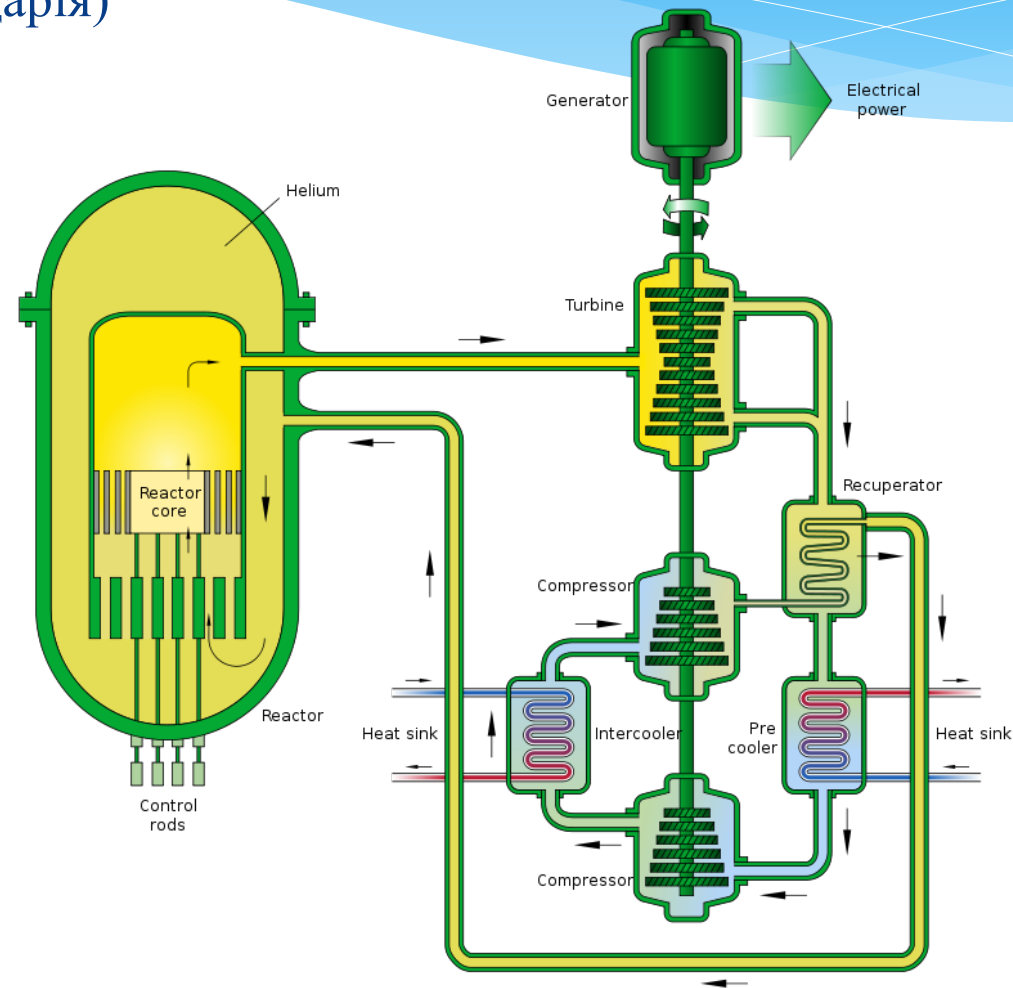 дарія)
Generator
Electrical
power
Helium
Turbine
Reactor
core
Recuperator
Compressor
Reactor
Heat sink
Intercooler
Pre
cooler
Heat sink
Control
rods
Compressor